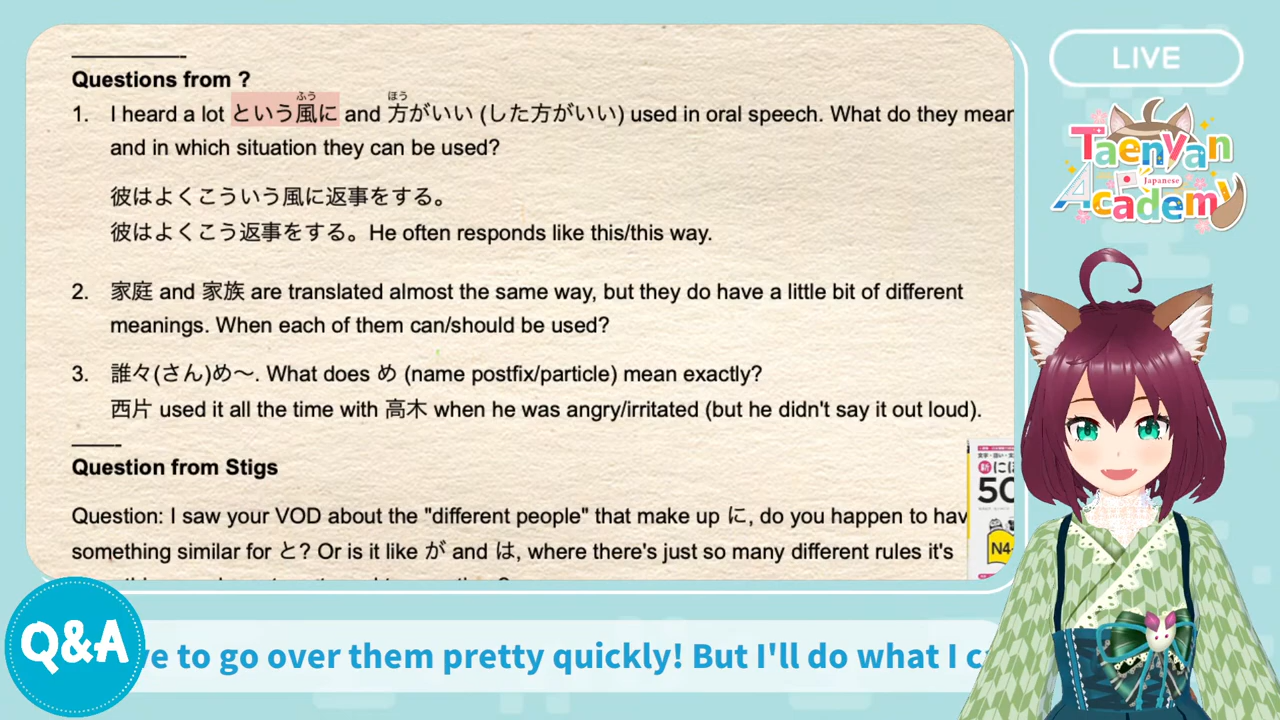 Questions from ?
ふう ほう
1. I heard a lot という風に and 方がいい (した方がいい) used in oral speech. What do they mean
and in which situation they can be used?
彼はよくこういう風に返事をする。
彼はよくこう返事をする。He often responds like this/this way.
2. 家庭 and 家族 are translated almost the same way, but they do have a little bit of different
meanings. When each of them can/should be used?
3. 誰々(さん)め〜. What does め (name postfix/particle) mean exactly?
西片 used it all the time with 高木 when he was angry/irritated (but he didn't say it out loud).
Question from Stigs
Question: I saw your VOD about the "different people" that make up に, do you happen to hav
something similar for と? Or is it like が and は, where there's just so many different rules it's
新にほ
50
N4
LIVE
Taenyan
Japanese
Academy
Q&A
ve to go over them pretty quickly! But I'll do what I c